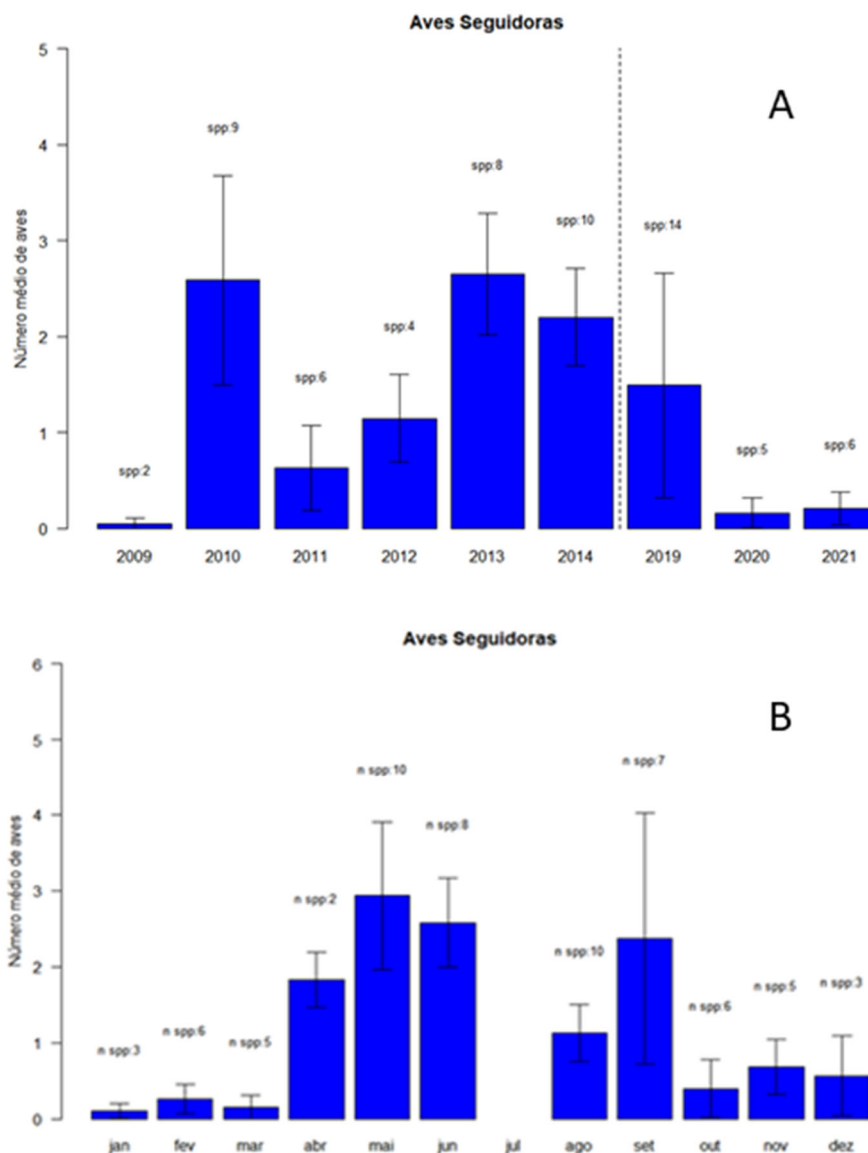 Aves Seguidoras
A
Número médio de aves
5
4
3
2
1
0
spp:2
spp:9
spp:6
spp:4
spp:8
spp:10
spp:14
spp:5
spp:6
2009 2010 2011 2012 2013 2014 2019 2020 2021
Aves Seguidoras
B
Número médio de aves
6
5
4
3
2
1
0
n spp:3
n spp:6
n spp:5
n spp:2
n spp:10
n spp:8
n spp:10
n spp:7
n spp:6
n spp:5
n spp:3
jan fev mar abr mai jun jul ago set out nov dez